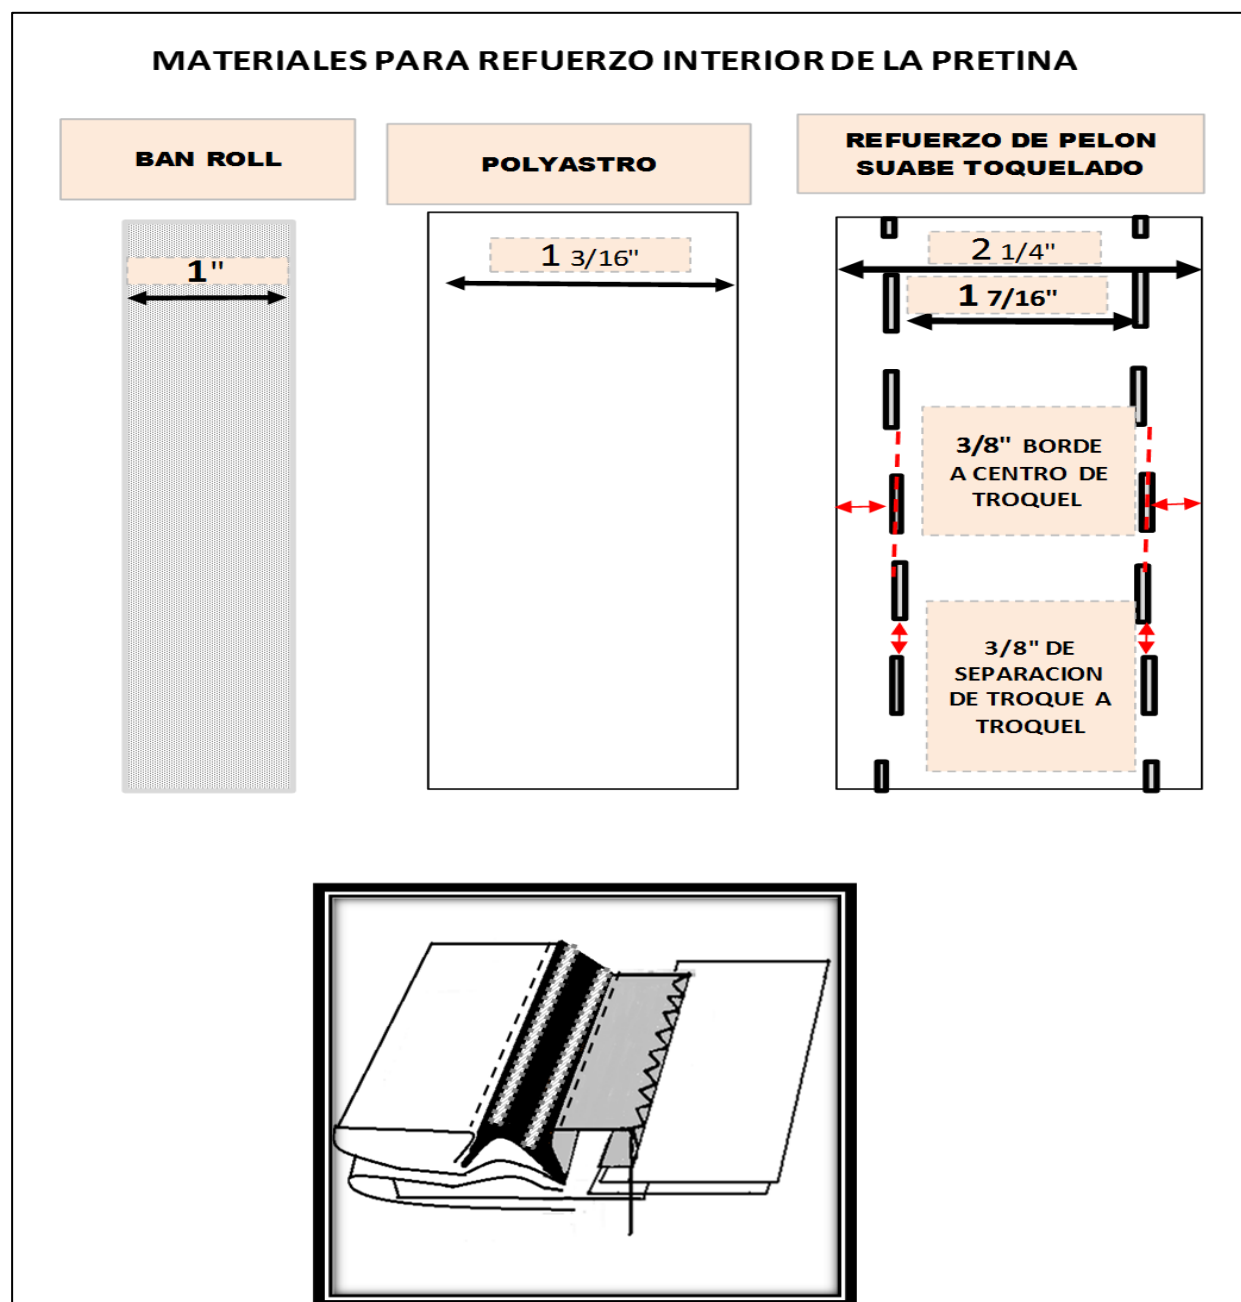 MATERIALES PARA REFUERZO INTERIOR DE LA PRETINA
BAN ROLL
POLYASTRO
REFUERZO DE PELON
SUABE TOQUELADO
1"
1 3/16"
2 1/4"
1 7/16"
3/8" BORDE
A CENTRO DE
TROQUEL
3/8" DE
SEPARACION
DE TROQUE A
TROQUEL